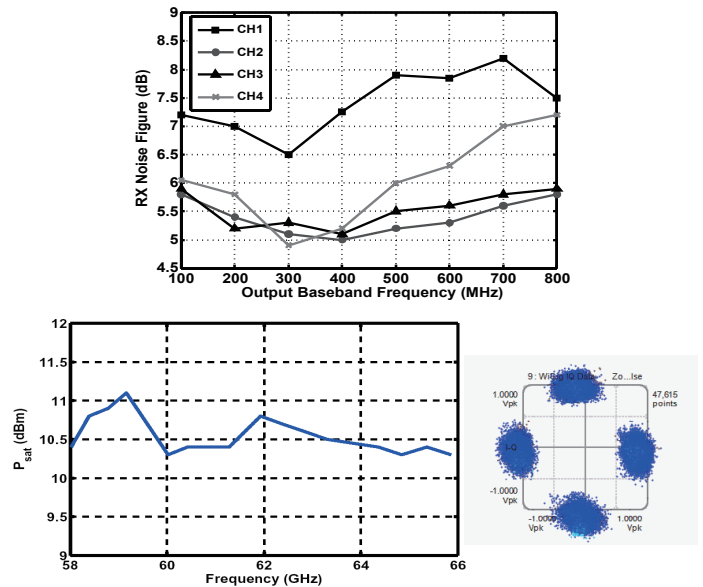 RX Noise Figure (dB)
9
8.5
8
7.5
7
6.5
6
5.5
5
4.5
CH1
CH2
CH3
CH4
100 200 300 400 500 600 700 800
Output Baseband Frequency (MHz)
Psat (dBm)
12
11.5
11
10.5
10
9.5
9
58 60 62 64 66
Frequency (GHz)
Zo...Ise
1.0000
Vpk
47,615
points
I-Q
-1.0000
Vpk
Vpk
1.0000
Vpk